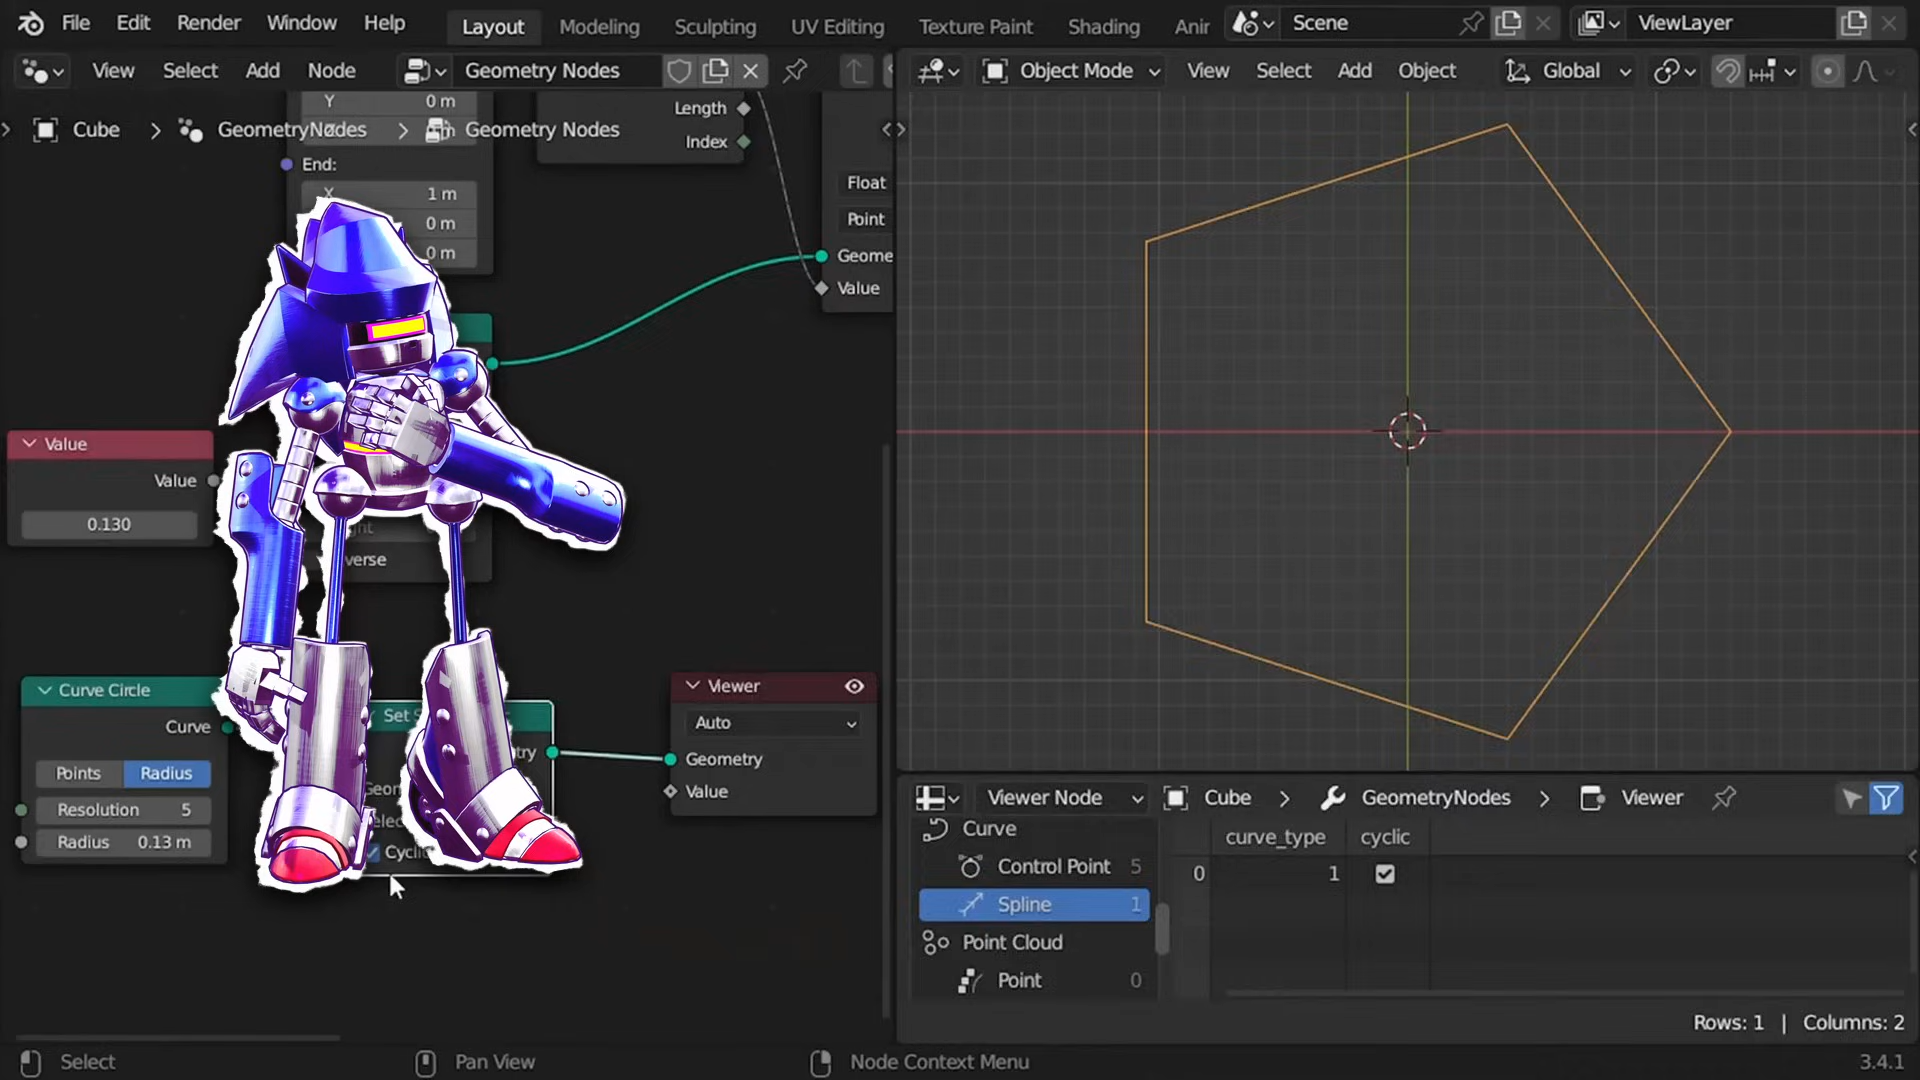 File Edit Render Window Help Layout Modeling Sculpting UV Editing Texture Paint Shading Anir Scene ViewLayer
View Select Add Node Geometry Nodes Object Mode View Select Add Object Global
Y 0 m
Cube > GeometryNodes > Geometry Nodes
Length
Index
End:
X 1 m
0 m
0 m
Float
Point
Geome
Value
Value
Value
0.130
verse
Curve Circle
Curve
Points Radius
Resolution 5
Radius 0.13 m
Set S
try
Geon
elec
Cycli
Viewer
Auto
Geometry
Value
Viewer Node Cube > GeometryNodes > Viewer
Curve
Control Point 5
Spline 1
Point Cloud
Point 0
curve_type cyclic
0 1
Rows: 1 | Columns: 2
Select Pan View Node Context Menu 3.4.1